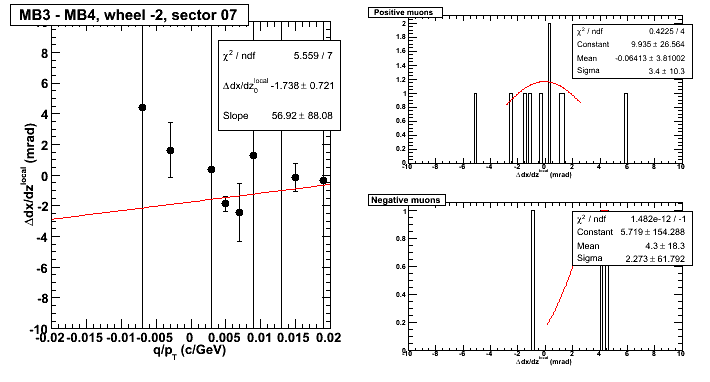 MB3 - MB4, wheel -2, sector 07
χ² / ndf 5.559 / 7
Δdx/dz₀^local -1.738 ± 0.721
Slope 56.92 ± 88.08
Δdx/dz^local (mrad)
10
8
6
4
2
0
-2
-4
-6
-8
-10
-0.02 -0.015 -0.01 -0.005 0 0.005 0.01 0.015 0.02
q/p_T (c/GeV)
Positive muons
χ² / ndf 0.4225 / 4
Constant 9.935 ± 26.564
Mean -0.06413 ± 3.81002
Sigma 3.4 ± 10.3
2
1.8
1.6
1.4
1.2
1
0.8
0.6
0.4
0.2
0
-10 -8 -6 -4 -2 0 2 4 6 8 10
Δdx/dz^local (mrad)
Negative muons
χ² / ndf 1.482e-12 / -1
Constant 5.719 ± 154.288
Mean 4.3 ± 18.3
Sigma 2.273 ± 61.792
1
0.8
0.6
0.4
0.2
0
-10 -8 -6 -4 -2 0 2 4 6 8 10
Δdx/dz^local (mrad)